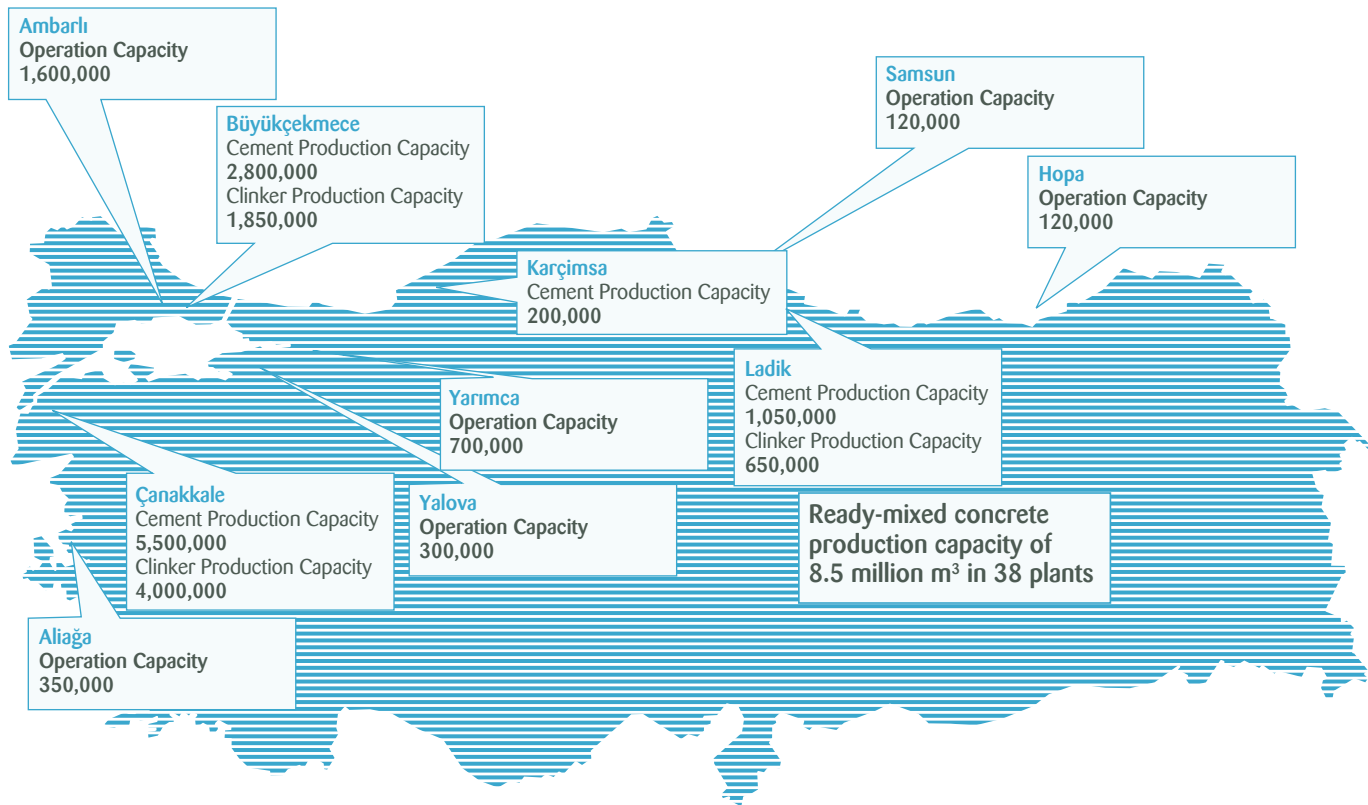 Ambarlı
Operation Capacity
1,600,000
Büyükçekmece
Cement Production Capacity
2,800,000
Clinker Production Capacity
1,850,000
Samsun
Operation Capacity
120,000
Hopa
Operation Capacity
120,000
Karçimsa
Cement Production Capacity
200,000
Ladik
Cement Production Capacity
1,050,000
Clinker Production Capacity
650,000
Yarımca
Operation Capacity
700,000
Çanakkale
Cement Production Capacity
5,500,000
Clinker Production Capacity
4,000,000
Yalova
Operation Capacity
300,000
Ready-mixed concrete
production capacity of
8.5 million m³ in 38 plants
Aliağa
Operation Capacity
350,000